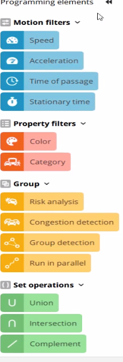 Programming elements
Motion filters
Speed
Acceleration
Time of passage
Stationary time
Property filters
Color
Category
Group
Risk analysis
Congestion detection
Group detection
Run in parallel
Set operations
Union
Intersection
Complement